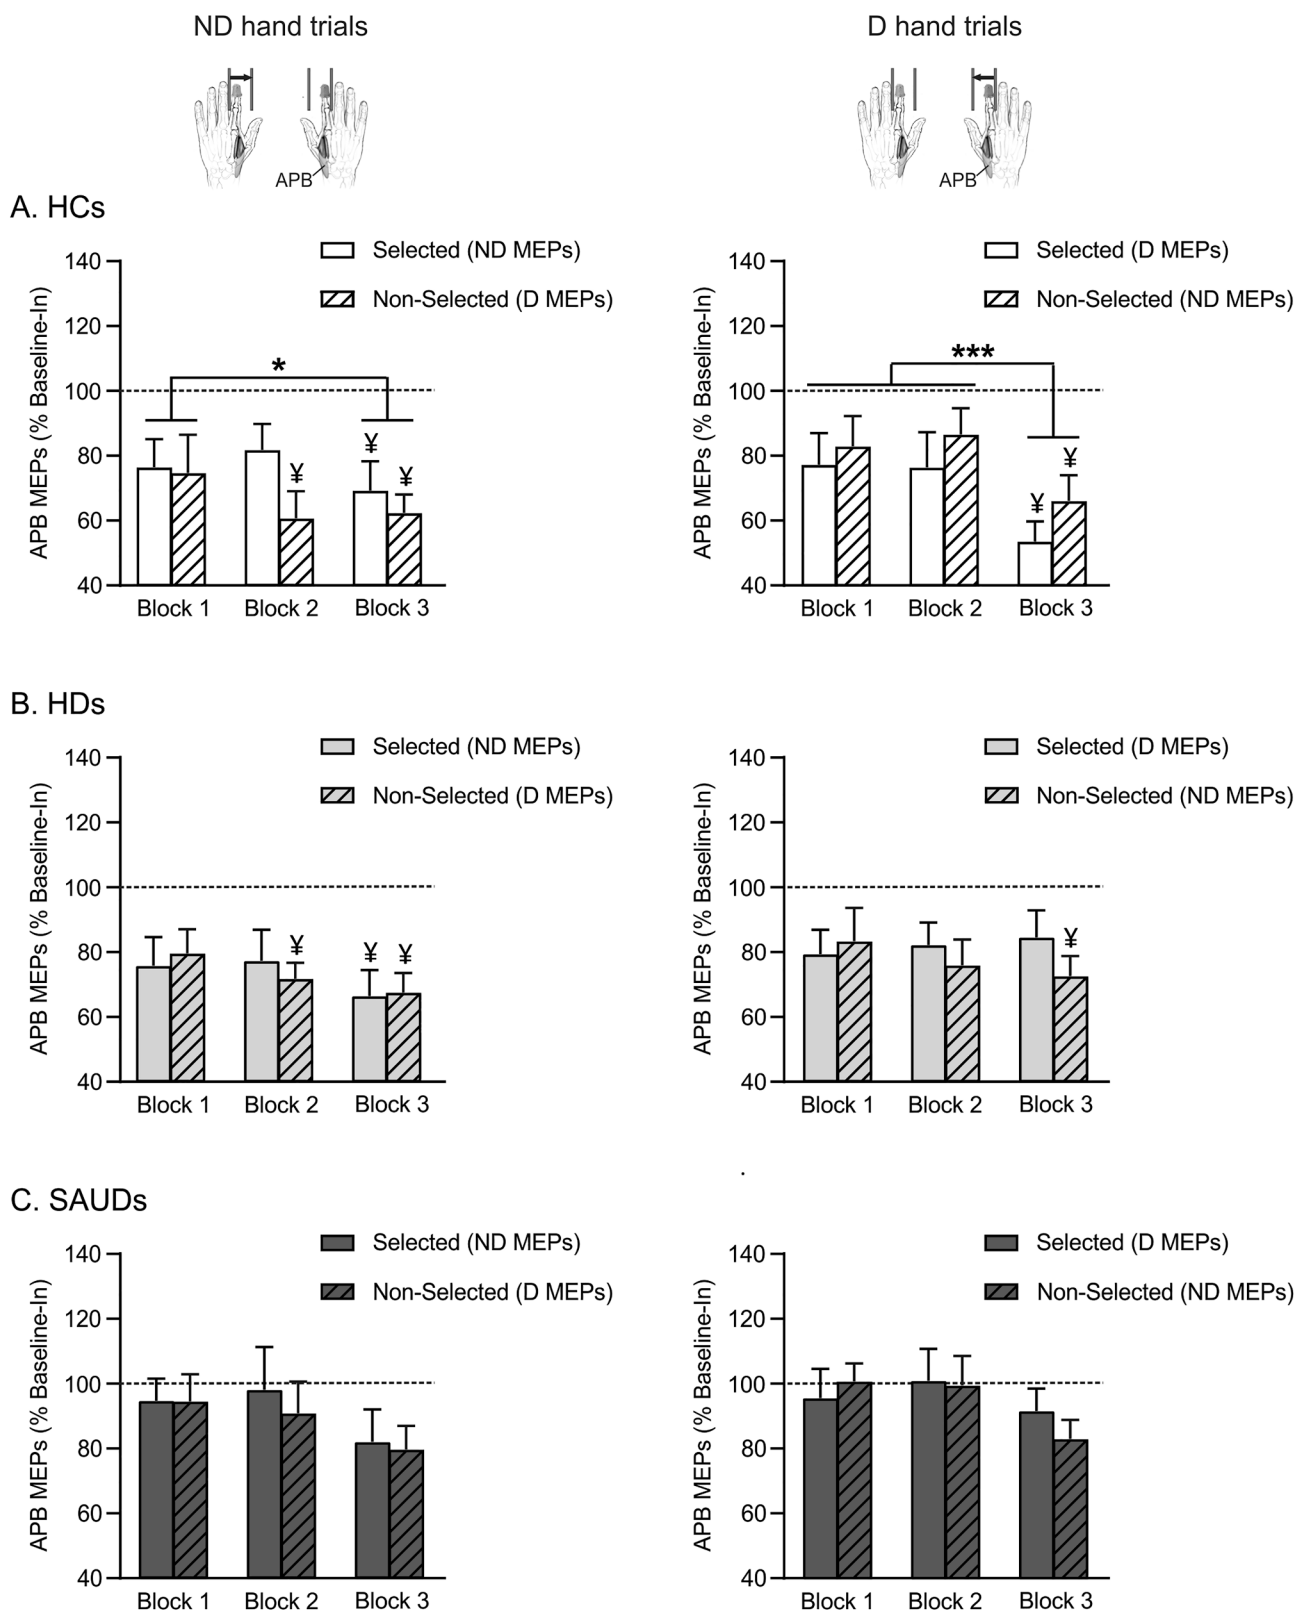 ND hand trials
D hand trials
APB
APB
A. HCs
Selected (ND MEPs)
Non-Selected (D MEPs)
APB MEPs (% Baseline-In)
140
120
100
80
60
40
*
¥
¥
¥
Block 1 Block 2 Block 3
Selected (D MEPs)
Non-Selected (ND MEPs)
APB MEPs (% Baseline-In)
140
120
100
80
60
40
***
¥
¥
Block 1 Block 2 Block 3
B. HDs
Selected (ND MEPs)
Non-Selected (D MEPs)
APB MEPs (% Baseline-In)
140
120
100
80
60
40
¥
¥
¥
Block 1 Block 2 Block 3
Selected (D MEPs)
Non-Selected (ND MEPs)
APB MEPs (% Baseline-In)
140
120
100
80
60
40
¥
Block 1 Block 2 Block 3
C. SAUDs
Selected (ND MEPs)
Non-Selected (D MEPs)
APB MEPs (% Baseline-In)
140
120
100
80
60
40
Block 1 Block 2 Block 3
Selected (D MEPs)
Non-Selected (ND MEPs)
APB MEPs (% Baseline-In)
140
120
100
80
60
40
Block 1 Block 2 Block 3